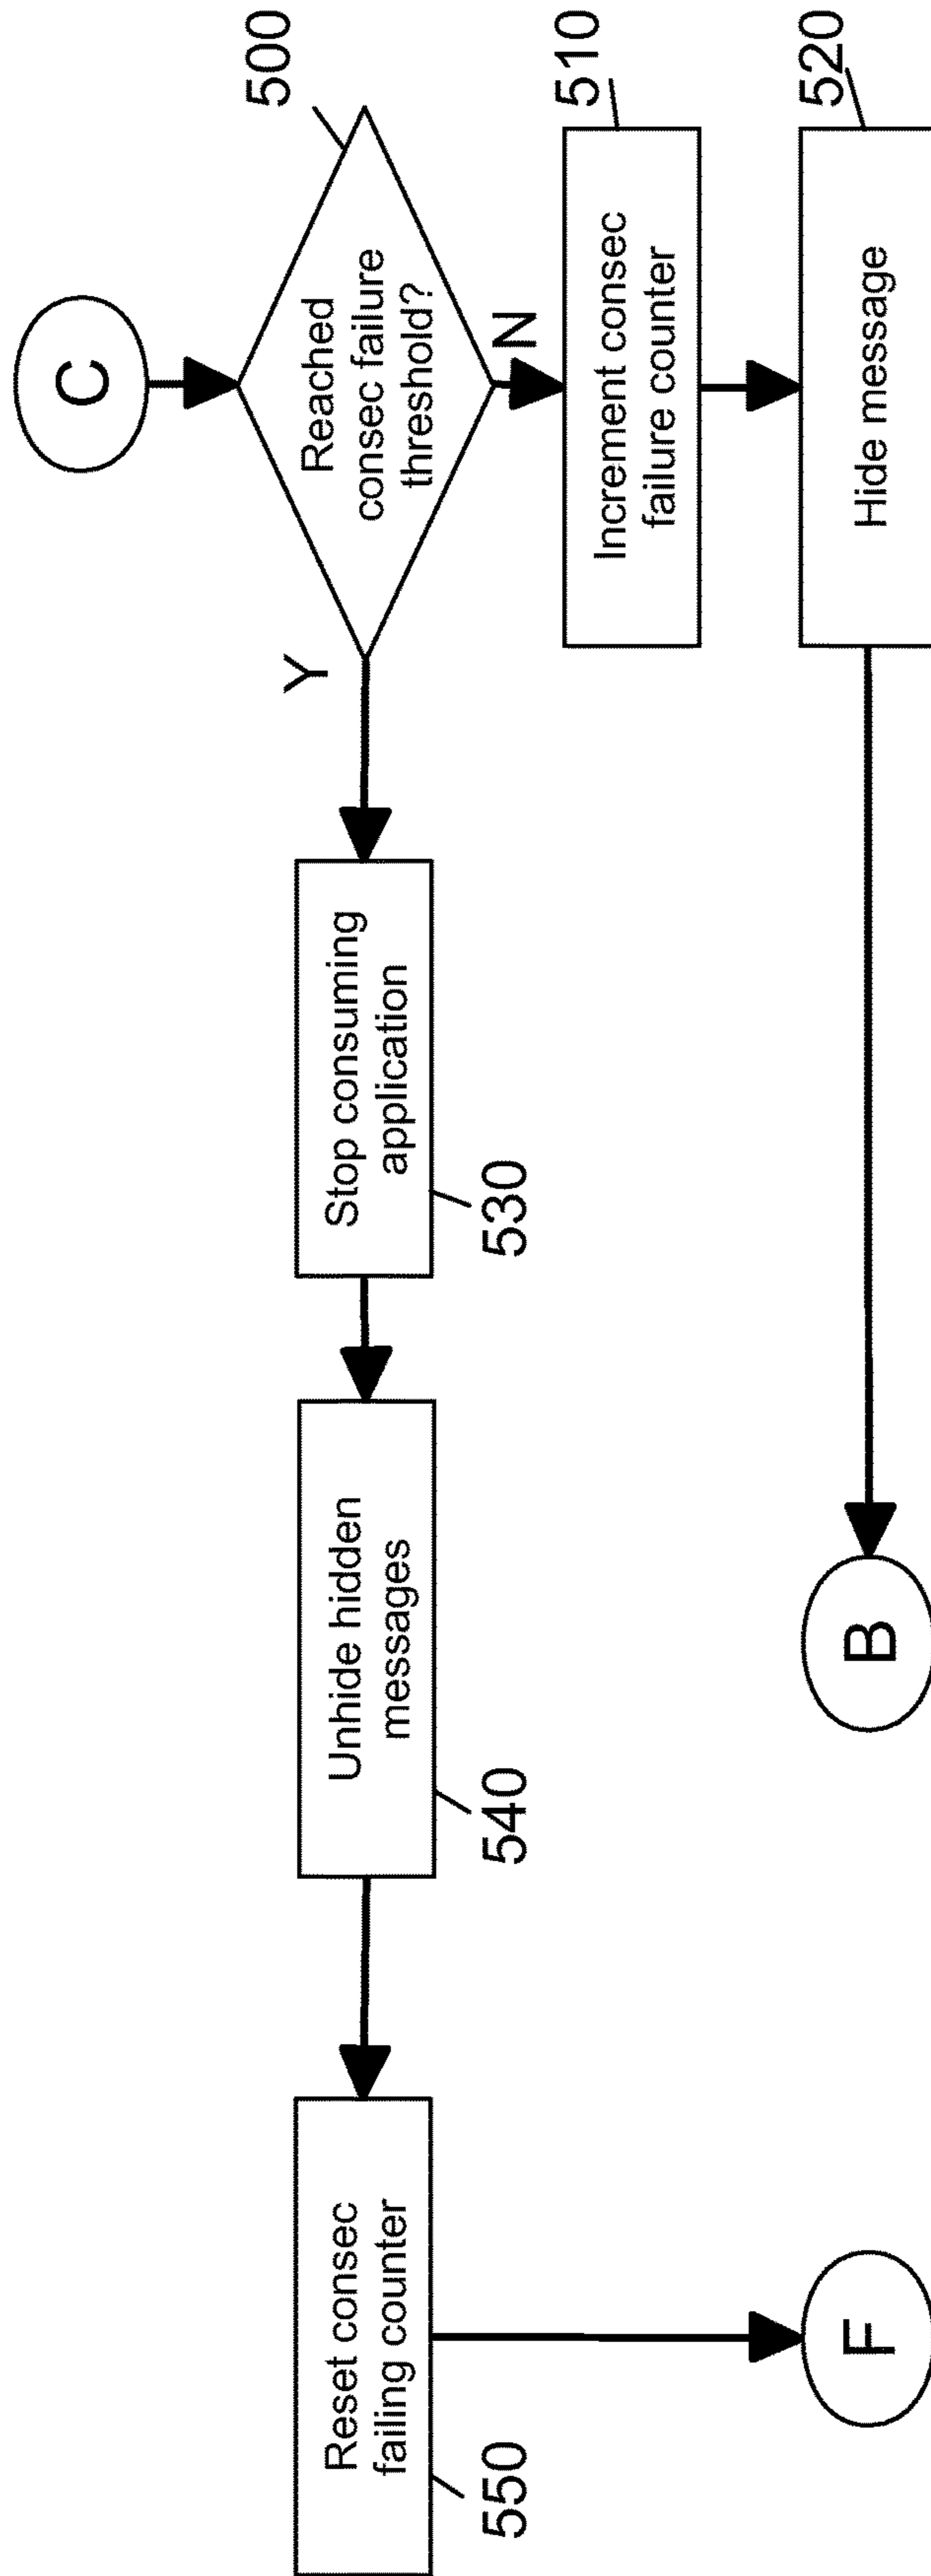 C
500
Reached
consec failure
threshold?
Y
N
510
Increment consec
failure counter
520
Hide message
B
Stop consuming
application
530
Unhide hidden
messages
540
Reset consec
failing counter
550
F